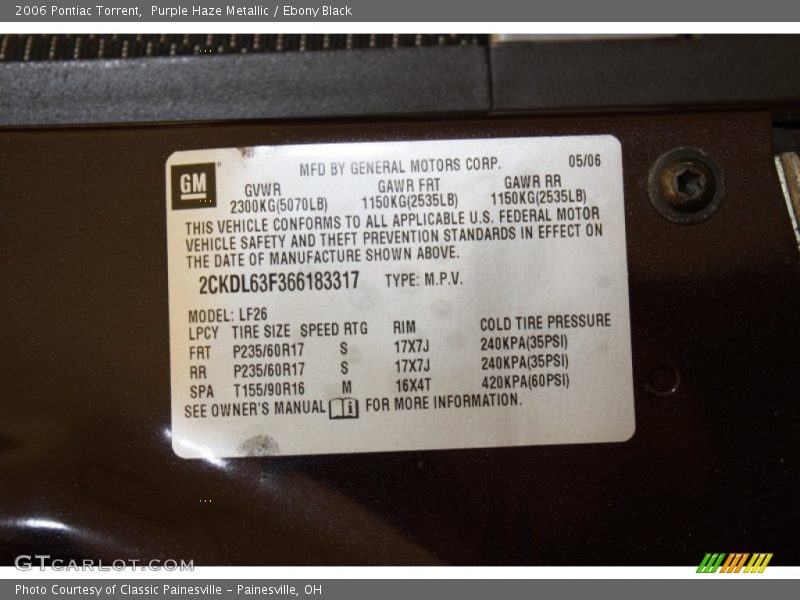 2006 Pontiac Torrent,  Purple Haze Metallic / Ebony Black
GM
MFD BY GENERAL MOTORS CORP. 05/06
GVWR GAWR FRT GAWR RR
2300KG(5070LB) 1150KG(2535LB) 1150KG(2535LB)
THIS VEHICLE CONFORMS TO ALL APPLICABLE U.S. FEDERAL MOTOR
VEHICLE SAFETY AND THEFT PREVENTION STANDARDS IN EFFECT ON
THE DATE OF MANUFACTURE SHOWN ABOVE.
2CKDL63F366183317 TYPE: M.P.V.
MODEL: LF26
LPCY TIRE SIZE SPEED RTG RIM COLD TIRE PRESSURE
FRT P235/60R17 S 17X7J 240KPA(35PSI)
RR P235/60R17 S 17X7J 240KPA(35PSI)
SPA T155/90R16 M 16X4T 420KPA(60PSI)
SEE OWNER'S MANUAL FOR MORE INFORMATION.
GTCARLOT.COM
Photo Courtesy of Classic Painesville - Painesville, OH